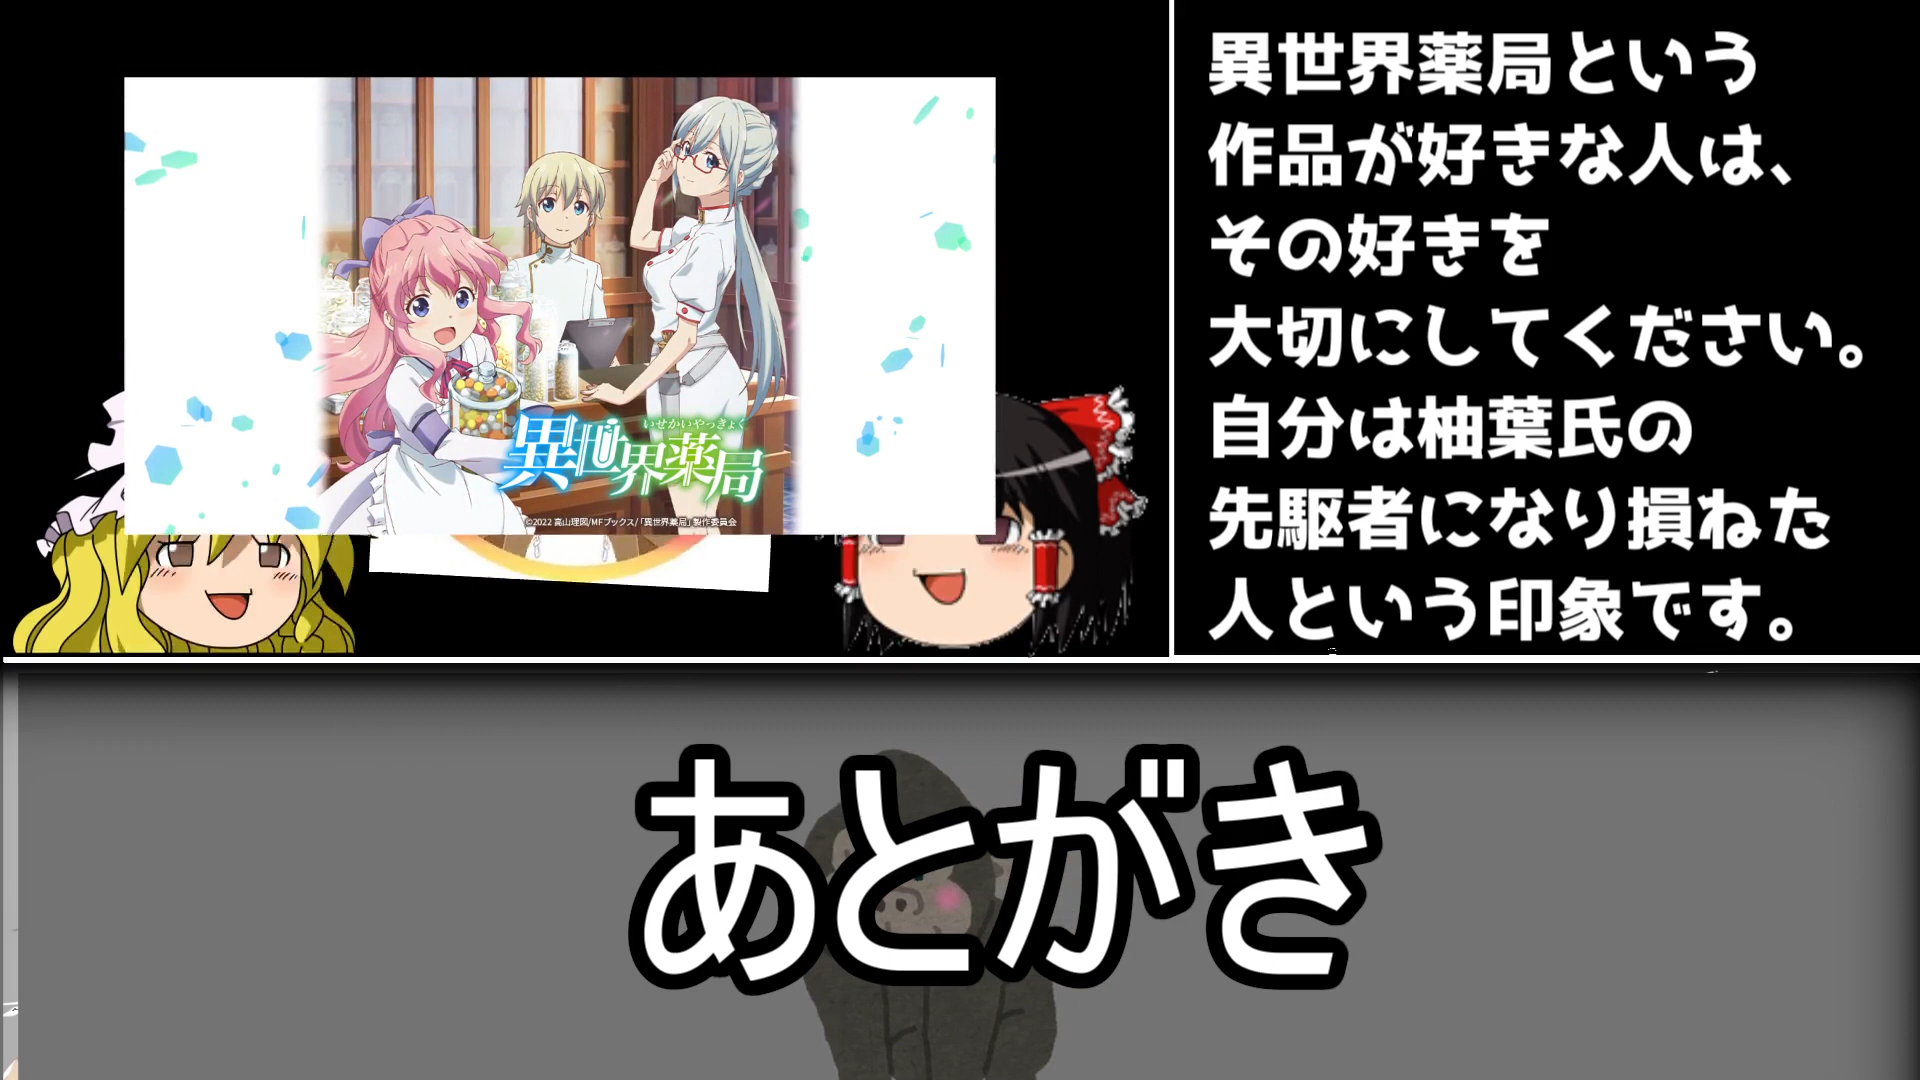 いせかいやっきょく
異世界薬局
©2022 高山理図/MFブックス/「異世界薬局」製作委員会
異世界薬局という
作品が好きな人は、
その好きを
大切にしてください。
自分は柚葉氏の
先駆者になり損ねた
人という印象です。
あとがき